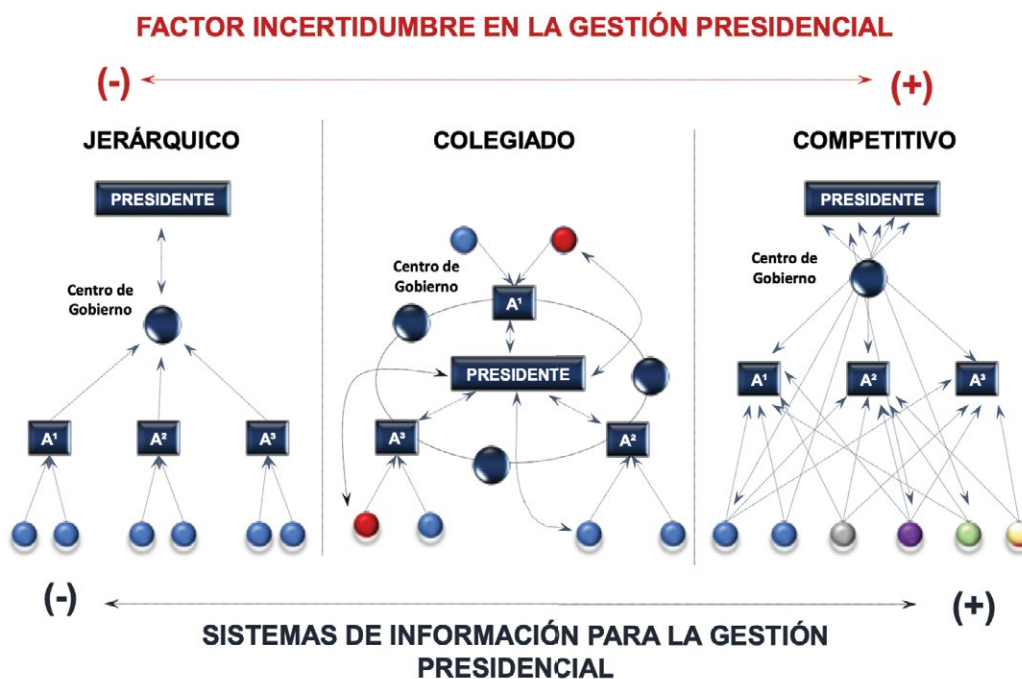 FACTOR INCERTIDUMBRE EN LA GESTIÓN PRESIDENCIAL
(-)
(+)
JERÁRQUICO
PRESIDENTE
Centro de
Gobierno
A¹
A²
A³
COLEGIADO
Centro de
Gobierno
A¹
PRESIDENTE
A³
A²
COMPETITIVO
PRESIDENTE
Centro de
Gobierno
A¹
A²
A³
(-)
(+)
SISTEMAS DE INFORMACIÓN PARA LA GESTIÓN
PRESIDENCIAL